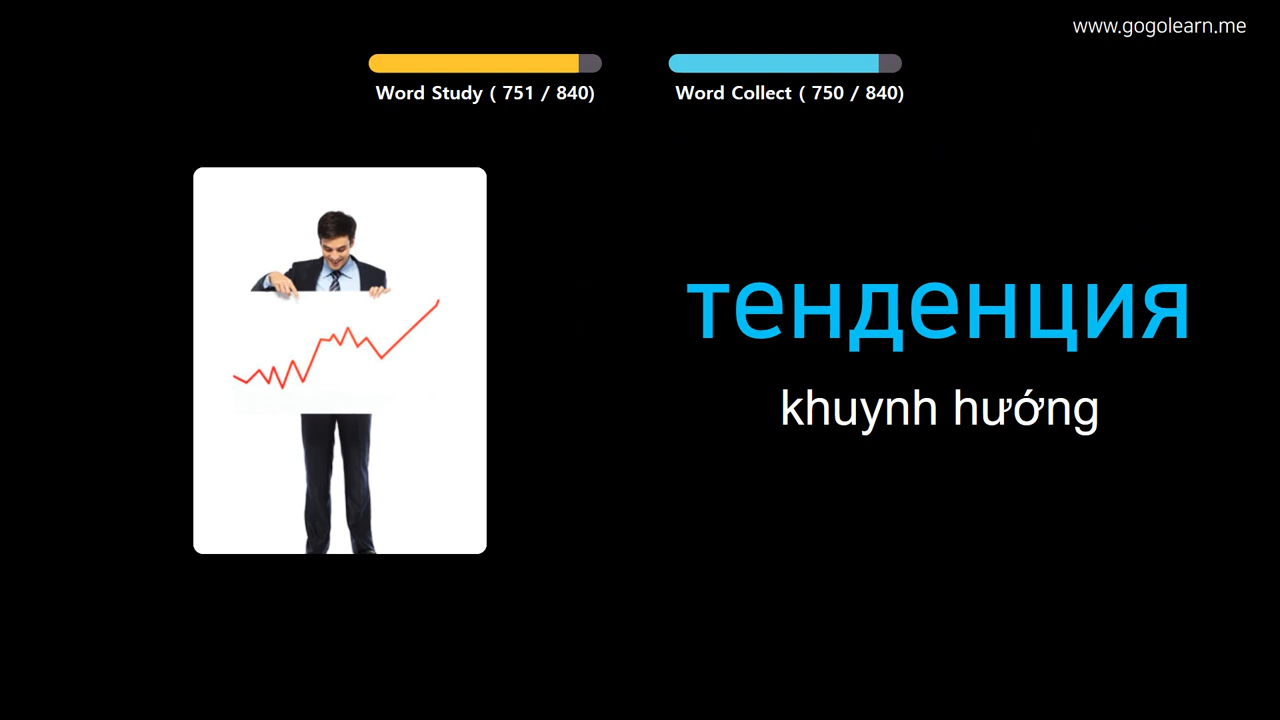 www.gogolearn.me
Word Study ( 751 / 840)
Word Collect ( 750 / 840)
тенденция
khuynh hướng